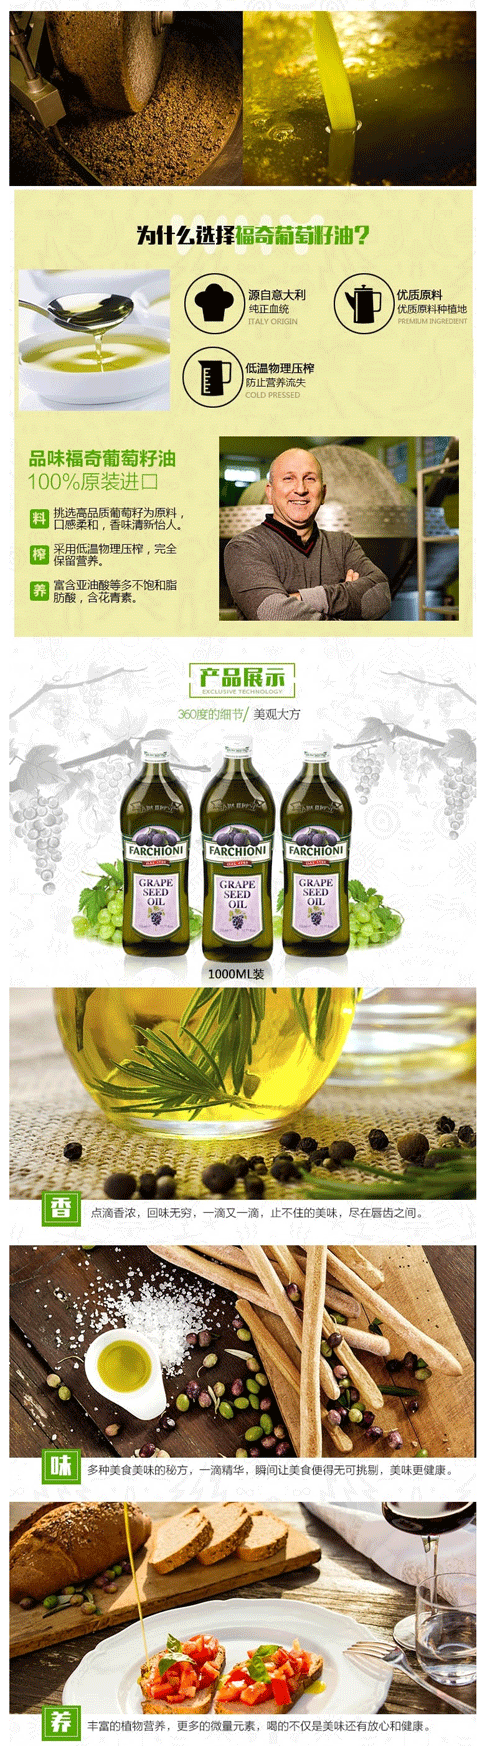 为什么选择福奇葡萄籽油?
源自意大利
纯正血统
ITALY ORIGIN
优质原料
优质原料种植地
PREMIUM INGREDIENT
低温物理压榨
防止营养流失
COLD PRESSED
品味福奇葡萄籽油
100%原装进口
料 挑选高品质葡萄籽为原料，
口感柔和，香味清新怡人。
榨 采用低温物理压榨，完全
保留营养。
养 富含亚油酸等多不饱和脂
肪酸，含花青素。
产品展示
EXCLUSIVE TECHNOLOGY
360度的细节/ 美观大方
FARCHIONI FARCHIONI FARCHIONI
GRAPE SEED OIL
GRAPE SEED OIL
GRAPE SEED OIL
1000ML装
香 点滴香浓，回味无穷，一滴又一滴，止不住的美味，尽在唇齿之间。
味 多种美食美味的秘方，一滴精华，瞬间让美食便得无可挑剔，美味更健康。
养 丰富的植物营养，更多的微量元素，喝的不仅是美味还有放心和健康。